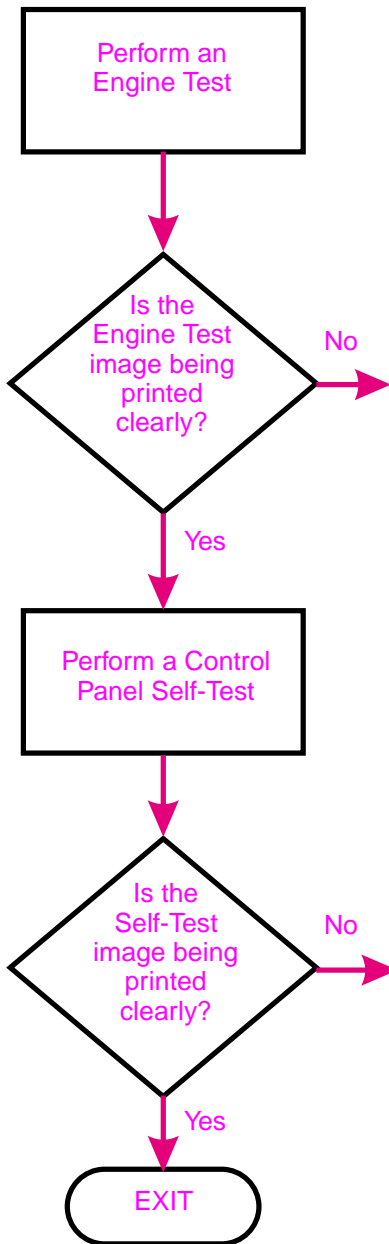 Perform an
Engine Test
Is the
Engine Test
image being
printed
clearly?
No
Yes
Perform a Control
Panel Self-Test
Is the
Self-Test
image being
printed
clearly?
No
Yes
EXIT